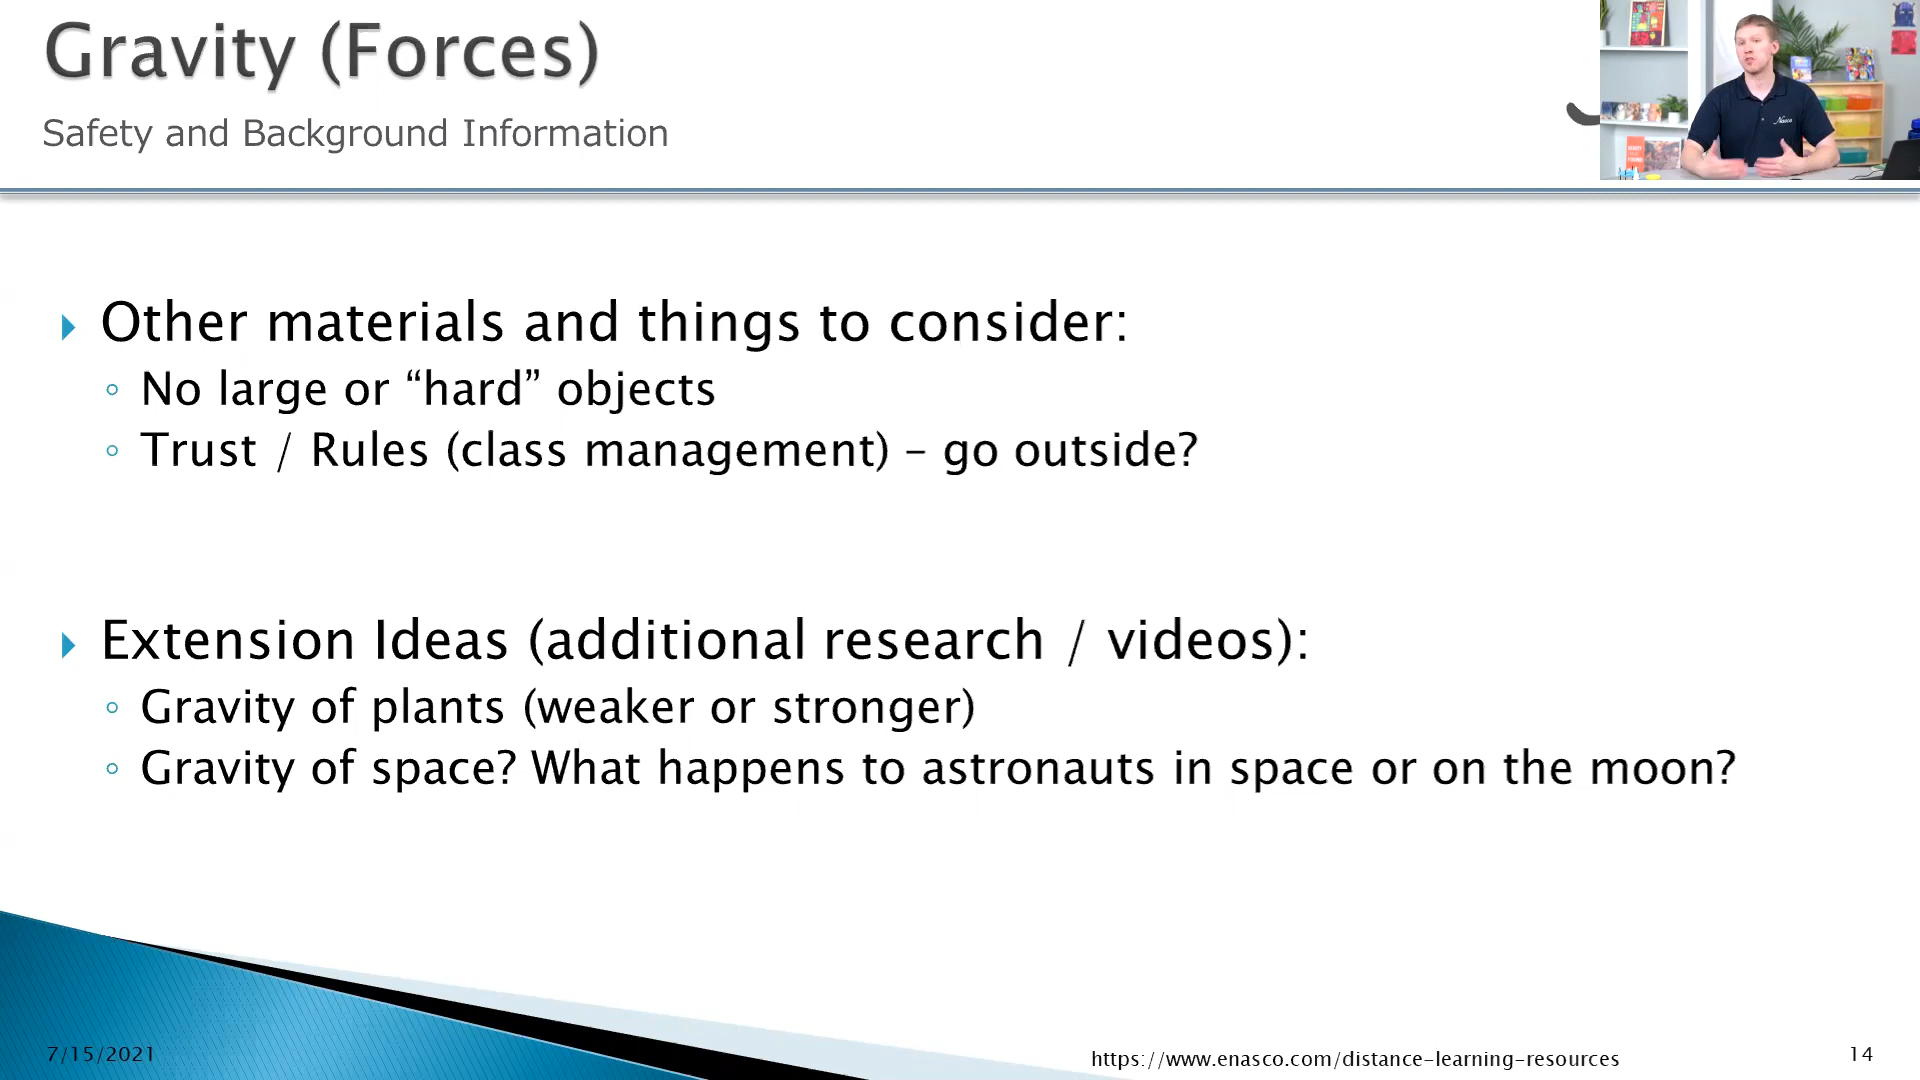 Gravity (Forces)
Safety and Background Information
Nasco
Other materials and things to consider:
No large or “hard” objects
Trust / Rules (class management) – go outside?
Extension Ideas (additional research / videos):
Gravity of plants (weaker or stronger)
Gravity of space? What happens to astronauts in space or on the moon?
7/15/2021
https://www.enasco.com/distance-learning-resources
14